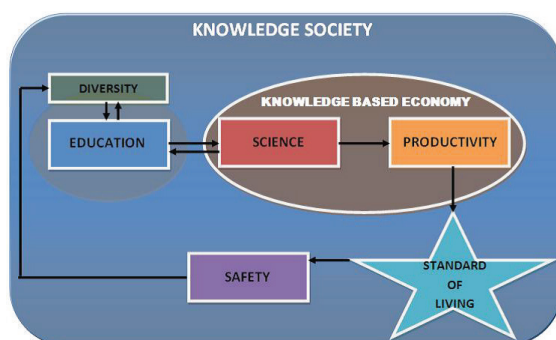 KNOWLEDGE SOCIETY
DIVERSITY
KNOWLEDGE BASED ECONOMY
EDUCATION
SCIENCE
PRODUCTIVITY
SAFETY
STANDARD
OF
LIVING